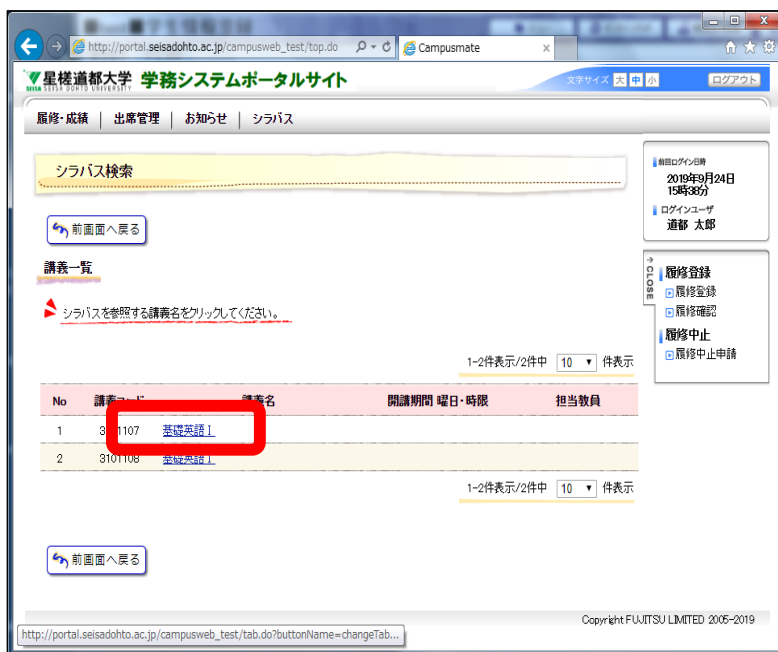 http://portal.seisadohto.ac.jp/campusweb_test/top.do
Campusmate
星槎道都大学 学務システムポータルサイト
SEISA DOHTO UNIVERSITY
文字サイズ 大 中 小
ログアウト
履修・成績 | 出席管理 | お知らせ | シラバス
シラバス検索
前画面へ戻る
講義一覧
シラバスを参照する講義名をクリックしてください。
1-2件表示/2件中 10 件表示
No 講義コード 講義名 開講期間 曜日・時限 担当教員
1 3101107 基礎英語Ⅰ
2 3101108 基礎英語Ⅰ
1-2件表示/2件中 10 件表示
前画面へ戻る
前回ログイン日時
2019年9月24日
15時38分
ログインユーザ
道都 太郎
CLOSE
履修登録
履修登録
履修確認
履修中止
履修中止申請
Copyright FUJITSU LIMITED 2005-2019
http://portal.seisadohto.ac.jp/campusweb_test/tab.do?buttonName=changeTab...